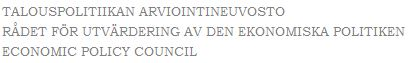 TALOUSPOLITIIKAN ARVIOINTINEUVOSTO
RÅDET FÖR UTVÄRDERING AV DEN EKONOMISKA POLITIKEN
ECONOMIC POLICY COUNCIL